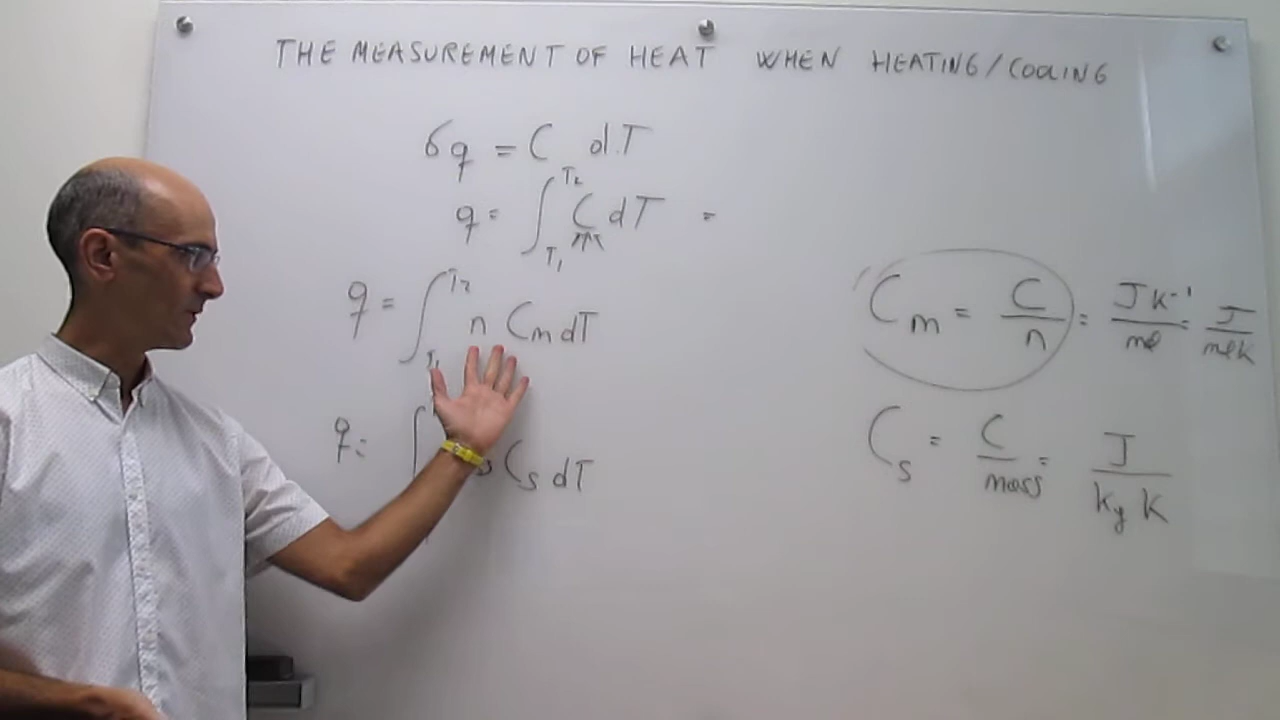 THE MEASUREMENT OF HEAT WHEN HEATING/COOLING
δq = C dT
q = ∫ T₁ T₂ C dT =
q = ∫ T₁ T₂ n Cm dT
q = ∫ Cs dT
Cm = C/n = J K⁻¹/mol = J/mol K
Cs = C/mass = J/kg K